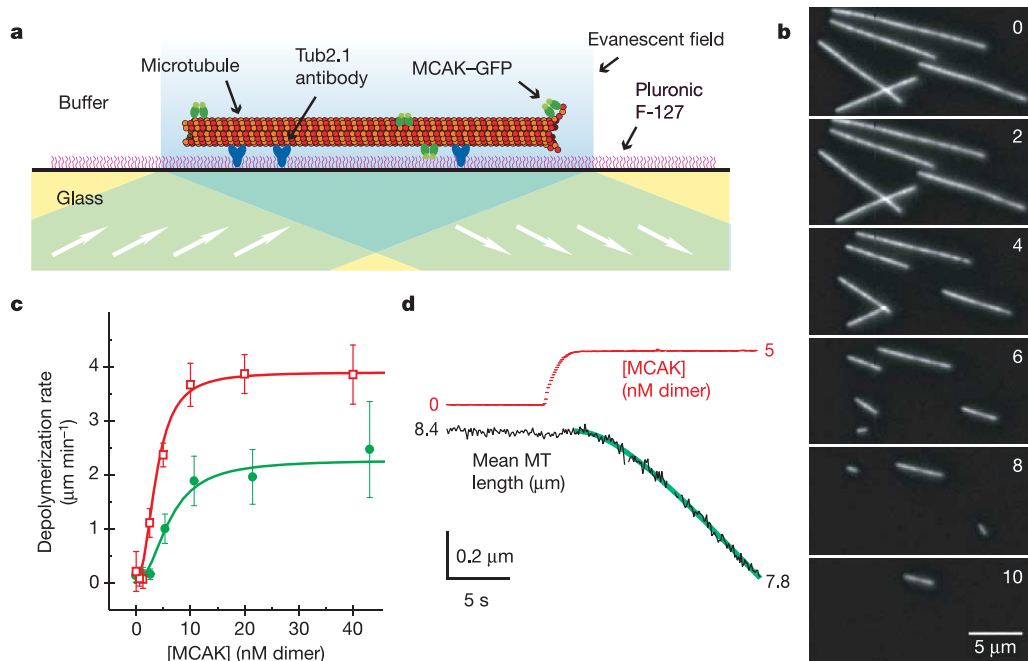 a
Microtubule
Tub2.1
antibody
MCAK–GFP
Evanescent field
Buffer
Pluronic
F-127
Glass
b
0
2
4
6
8
10
5 µm
c
Depolymerization rate
(µm min⁻¹)
4
3
2
1
0
0 10 20 30 40
[MCAK] (nM dimer)
d
5
[MCAK]
(nM dimer)
0
8.4
Mean MT
length (µm)
0.2 µm
5 s
7.8